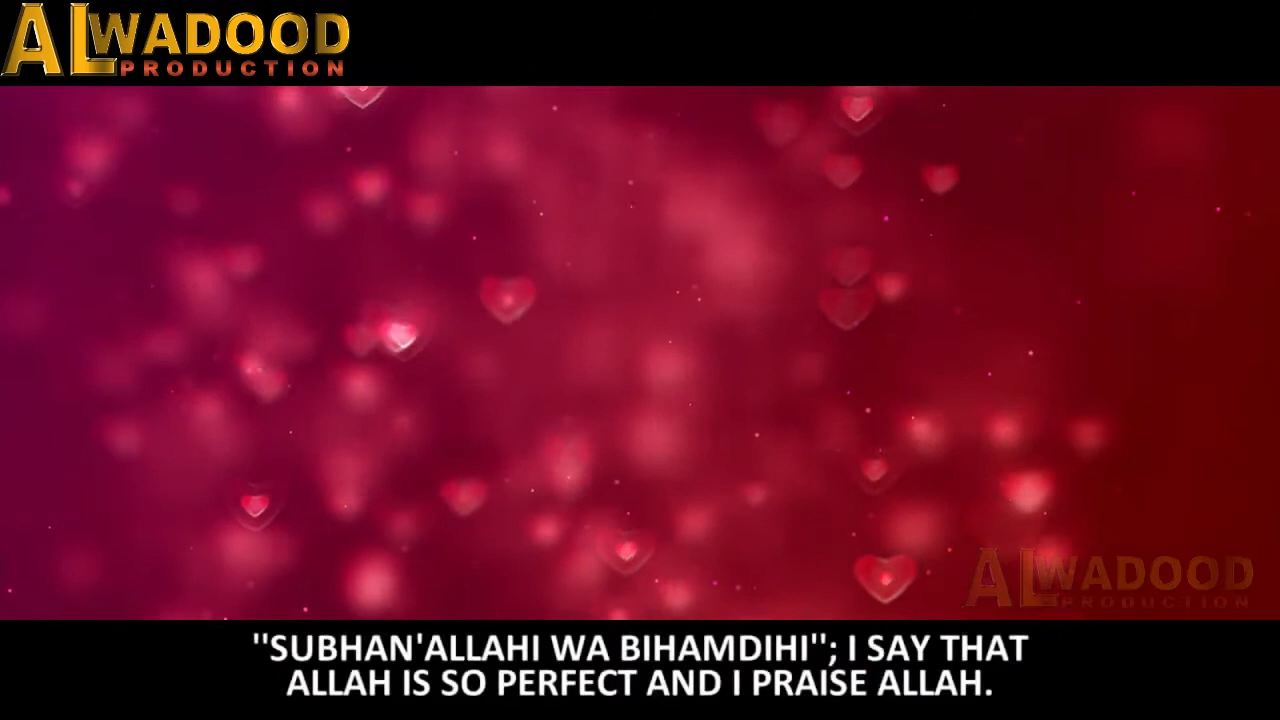 ALWADOOD
PRODUCTION
ALWADOOD
PRODUCTION
"SUBHAN'ALLAHI WA BIHAMDIHI"; I SAY THAT
ALLAH IS SO PERFECT AND I PRAISE ALLAH.